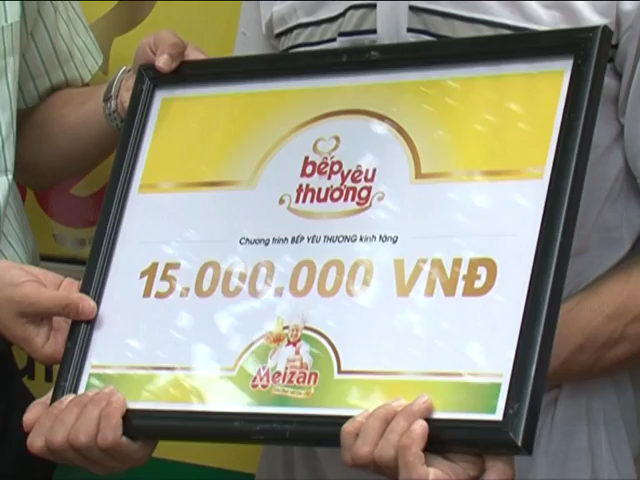 bếp yêu
thương
Chương trình BẾP YÊU THƯƠNG kính tặng
15.000.000 VNĐ
Meizan